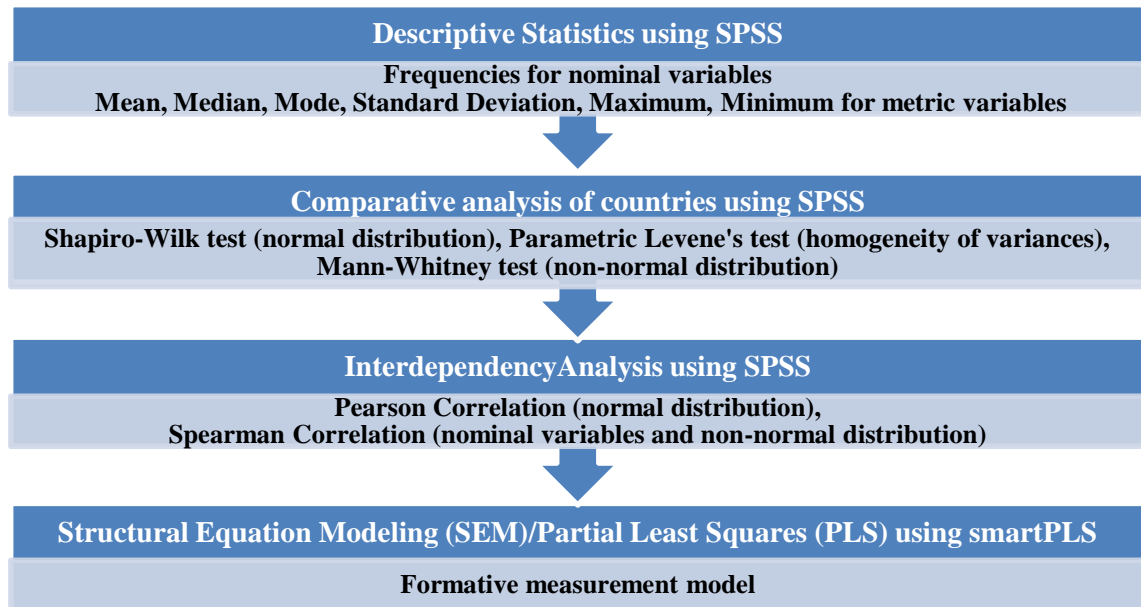 Descriptive Statistics using SPSS
Frequencies for nominal variables
Mean, Median, Mode, Standard Deviation, Maximum, Minimum for metric variables
Comparative analysis of countries using SPSS
Shapiro-Wilk test (normal distribution), Parametric Levene's test (homogeneity of variances),
Mann-Whitney test (non-normal distribution)
InterdependencyAnalysis using SPSS
Pearson Correlation (normal distribution),
Spearman Correlation (nominal variables and non-normal distribution)
Structural Equation Modeling (SEM)/Partial Least Squares (PLS) using smartPLS
Formative measurement model